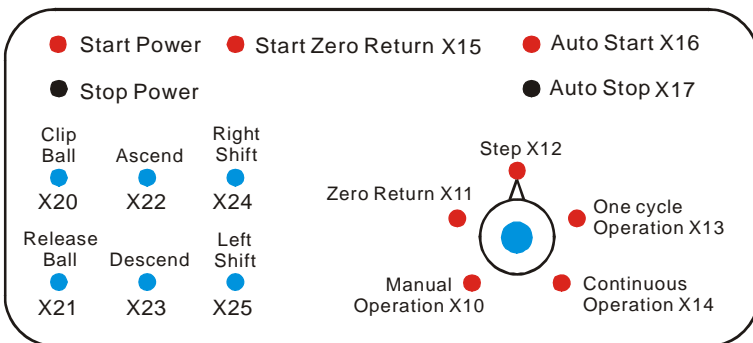 Start Power
Start Zero Return X15
Auto Start X16
Stop Power
Auto Stop X17
Clip
Ball
X20
Ascend
X22
Right
Shift
X24
Release
Ball
X21
Descend
X23
Left
Shift
X25
Step X12
Zero Return X11
One cycle
Operation X13
Manual
Operation X10
Continuous
Operation X14